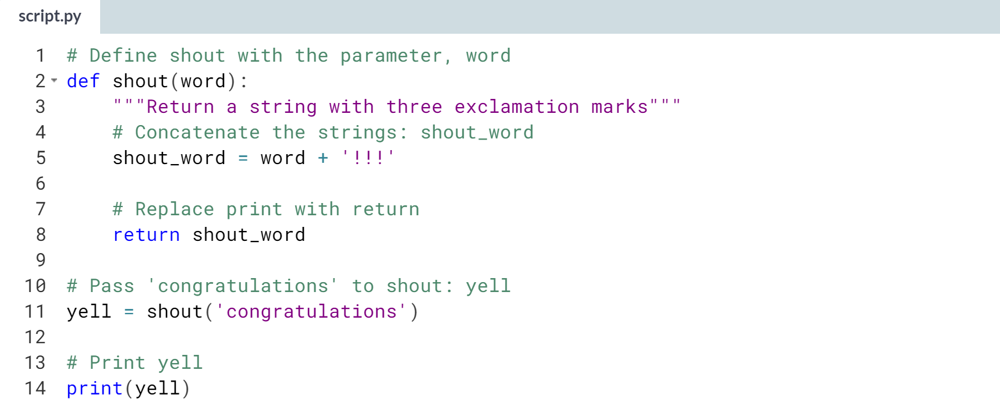 script.py
1 # Define shout with the parameter, word
2 def shout(word):
3     """Return a string with three exclamation marks"""
4     # Concatenate the strings: shout_word
5     shout_word = word + '!!!'
6
7     # Replace print with return
8     return shout_word
9
10 # Pass 'congratulations' to shout: yell
11 yell = shout('congratulations')
12
13 # Print yell
14 print(yell)